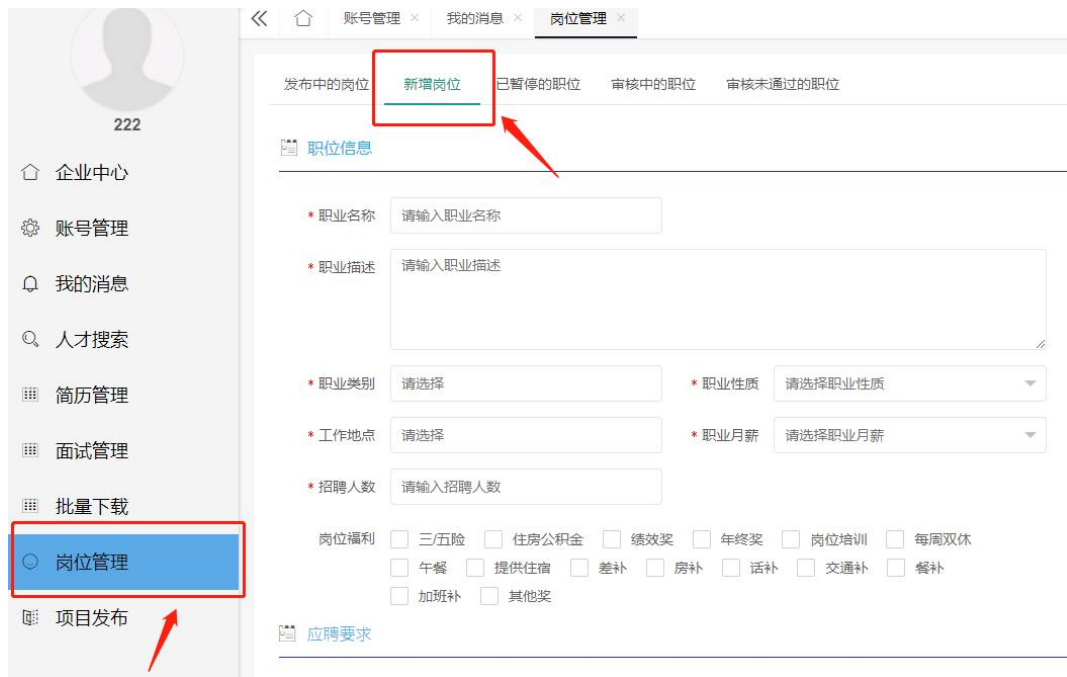 账号管理 × 我的消息 × 岗位管理 ×
222
企业中心
账号管理
我的消息
人才搜索
简历管理
面试管理
批量下载
岗位管理
项目发布
发布中的岗位 新增岗位 已暂停的职位 审核中的职位 审核未通过的职位
职位信息
* 职业名称 请输入职业名称
* 职业描述 请输入职业描述
* 职业类别 请选择 * 职业性质 请选择职业性质
* 工作地点 请选择 * 职业月薪 请选择职业月薪
* 招聘人数 请输入招聘人数
岗位福利 三/五险 住房公积金 绩效奖 年终奖 岗位培训 每周双休
午餐 提供住宿 差补 房补 话补 交通补 餐补
加班补 其他奖
应聘要求